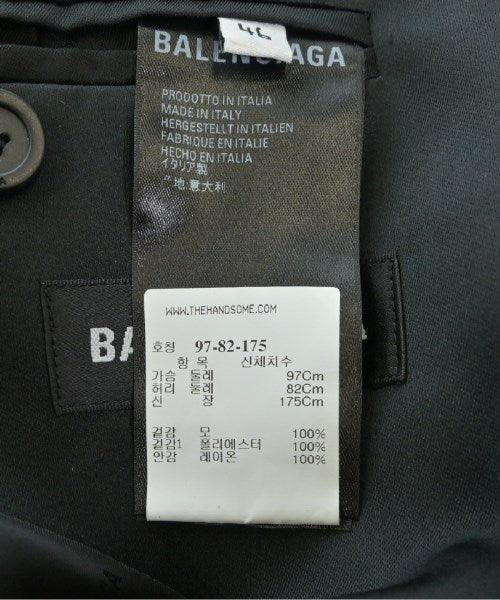 46
BALENCIAGA
PRODOTTO IN ITALIA
MADE IN ITALY
HERGESTELLT IN ITALIEN
FABRIQUE EN ITALIE
HECHO EN ITALIA
イタリア製
产地:意大利
BA
WWW.THEHANDSOME.COM
호칭 97-82-175
항 목 신체치수
가슴 둘레 97Cm
허리 둘레 82Cm
신 장 175Cm
겉감 모 100%
겉감1 폴리에스터 100%
안감 레이온 100%